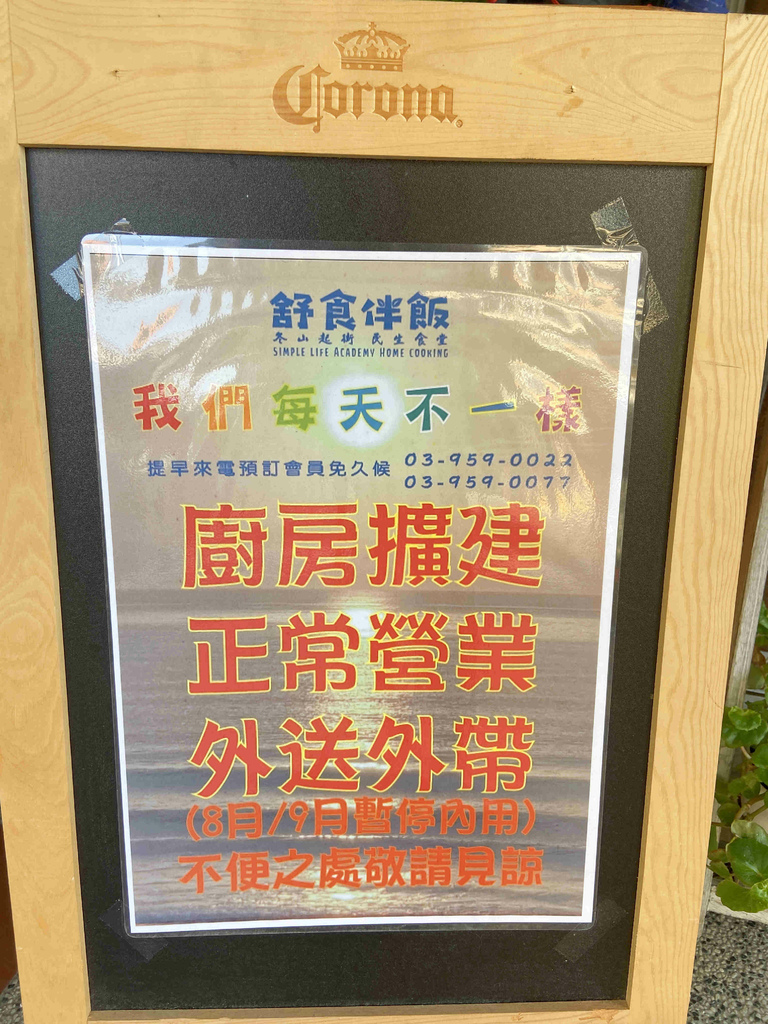 Corona
舒食伴飯
冬山起街 民生食堂
SIMPLE LIFE ACADEMY HOME COOKING
我們每天不一樣
提早來電預訂會員免久候 03-959-0022
03-959-0077
廚房擴建
正常營業
外送外帶
(8月/9月暫停內用)
不便之處敬請見諒